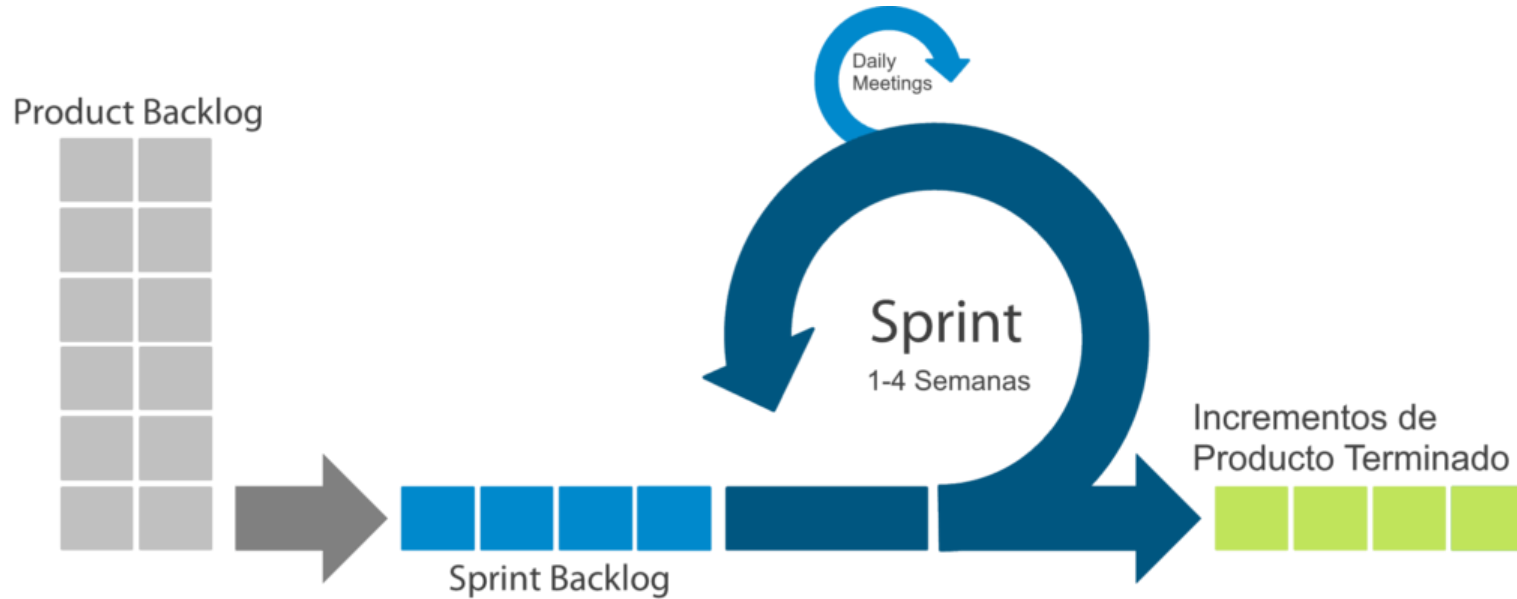 Product Backlog
Daily
Meetings
Sprint
1-4 Semanas
Incrementos de
Producto Terminado
Sprint Backlog